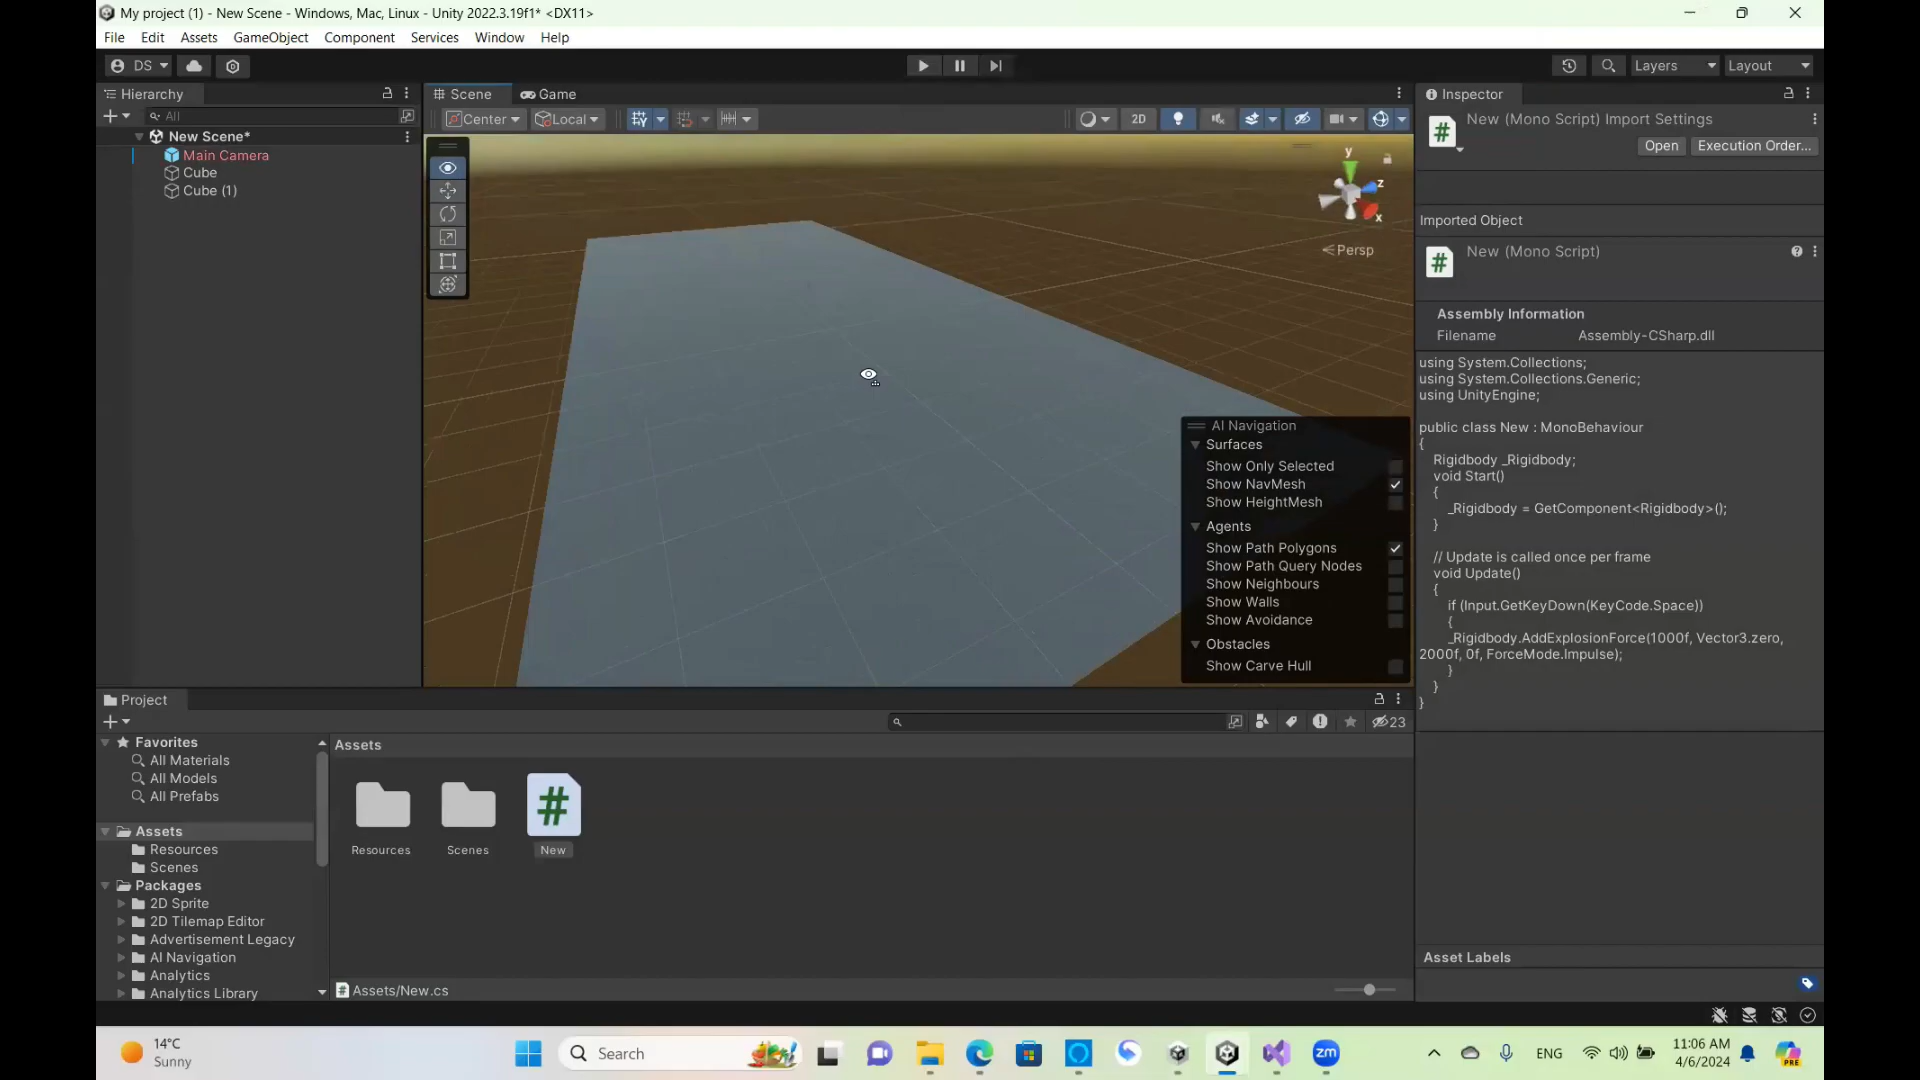 My project (1) - New Scene - Windows, Mac, Linux - Unity 2022.3.19f1* <DX11>
File Edit Assets GameObject Component Services Window Help
DS Layers Layout
Hierarchy
All
New Scene*
Main Camera
Cube
Cube (1)
Scene Game
Center Local 2D
y
z
x
Persp
AI Navigation
Surfaces
Show Only Selected
Show NavMesh
Show HeightMesh
Agents
Show Path Polygons
Show Path Query Nodes
Show Neighbours
Show Walls
Show Avoidance
Obstacles
Show Carve Hull
Inspector
New (Mono Script) Import Settings
Open Execution Order...
Imported Object
New (Mono Script)
Assembly Information
Filename Assembly-CSharp.dll
using System.Collections;
using System.Collections.Generic;
using UnityEngine;
public class New : MonoBehaviour
{
Rigidbody _Rigidbody;
void Start()
{
_Rigidbody = GetComponent<Rigidbody>();
}
// Update is called once per frame
void Update()
{
if (Input.GetKeyDown(KeyCode.Space))
{
_Rigidbody.AddExplosionForce(1000f, Vector3.zero,
2000f, 0f, ForceMode.Impulse);
}
}
}
Asset Labels
Project
23
Favorites
All Materials
All Models
All Prefabs
Assets
Resources
Scenes
Packages
2D Sprite
2D Tilemap Editor
Advertisement Legacy
AI Navigation
Analytics
Analytics Library
Assets
Resources Scenes New
Assets/New.cs
14°C
Sunny
Search
zm
ENG
11:06 AM
4/6/2024
PRE